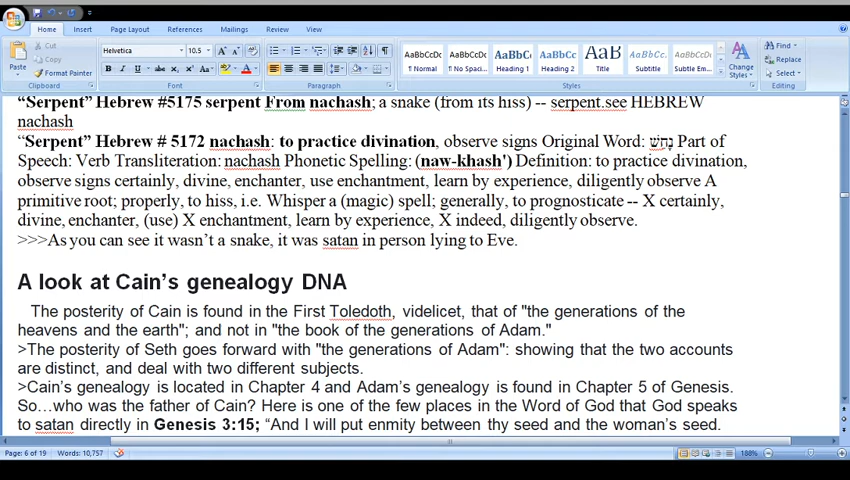 Home Insert Page Layout References Mailings Review View
Cut
Copy
Format Painter
Paste
Clipboard
Helvetica 10.5
Font
Paragraph
AaBbCcDc AaBbCcDc AaBbC AaBbCc AaB AaBbCc. AaBbCcDc
¶ Normal ¶ No Spaci... Heading 1 Heading 2 Title Subtitle Subtle Em...
Change Styles
Styles
Find
Replace
Select
Editing
“Serpent” Hebrew #5175 serpent From nachash; a snake (from its hiss) -- serpent.see HEBREW
nachash
“Serpent” Hebrew # 5172 nachash: to practice divination, observe signs Original Word: נָחַשׁ Part of
Speech: Verb Transliteration: nachash Phonetic Spelling: (naw-khash') Definition: to practice divination,
observe signs certainly, divine, enchanter, use enchantment, learn by experience, diligently observe A
primitive root; properly, to hiss, i.e. Whisper a (magic) spell; generally, to prognosticate -- X certainly,
divine, enchanter, (use) X enchantment, learn by experience, X indeed, diligently observe.
>>>As you can see it wasn’t a snake, it was satan in person lying to Eve.
A look at Cain’s genealogy DNA
The posterity of Cain is found in the First Toledoth, videlicet, that of "the generations of the
heavens and the earth"; and not in "the book of the generations of Adam."
>The posterity of Seth goes forward with "the generations of Adam": showing that the two accounts
are distinct, and deal with two different subjects.
>Cain’s genealogy is located in Chapter 4 and Adam’s genealogy is found in Chapter 5 of Genesis.
So…who was the father of Cain? Here is one of the few places in the Word of God that God speaks
to satan directly in Genesis 3:15; “And I will put enmity between thy seed and the woman’s seed.
Page: 6 of 19 Words: 10,757 188%